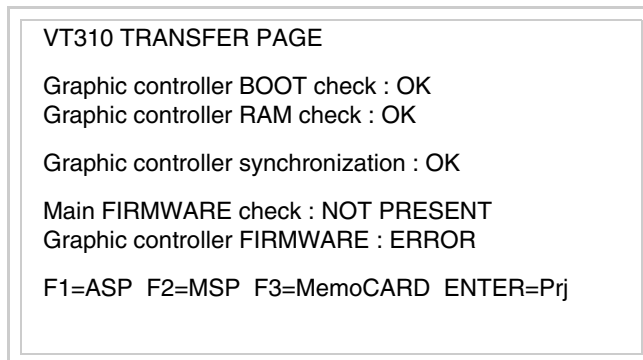 VT310 TRANSFER PAGE
Graphic controller BOOT check : OK
Graphic controller RAM check : OK
Graphic controller synchronization : OK
Main FIRMWARE check : NOT PRESENT
Graphic controller FIRMWARE : ERROR
F1=ASP F2=MSP F3=MemoCARD ENTER=Prj